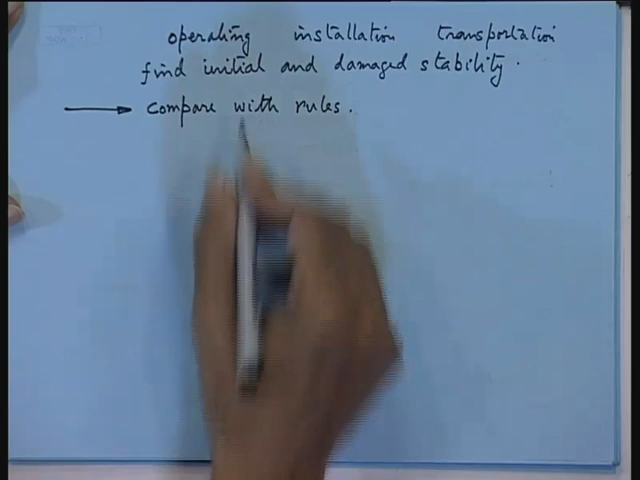 operating installation transportation
find initial and damaged stability.
→ compare with rules.